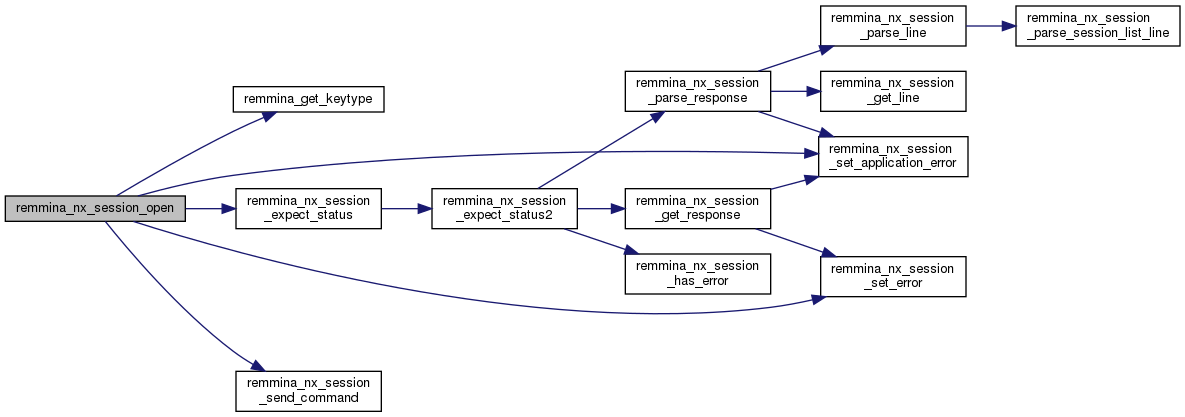 remmina_nx_session_open
remmina_get_keytype
remmina_nx_session
_expect_status
remmina_nx_session
_send_command
remmina_nx_session
_expect_status2
remmina_nx_session
_parse_response
remmina_nx_session
_get_response
remmina_nx_session
_has_error
remmina_nx_session
_parse_line
remmina_nx_session
_get_line
remmina_nx_session
_set_application_error
remmina_nx_session
_set_error
remmina_nx_session
_parse_session_list_line